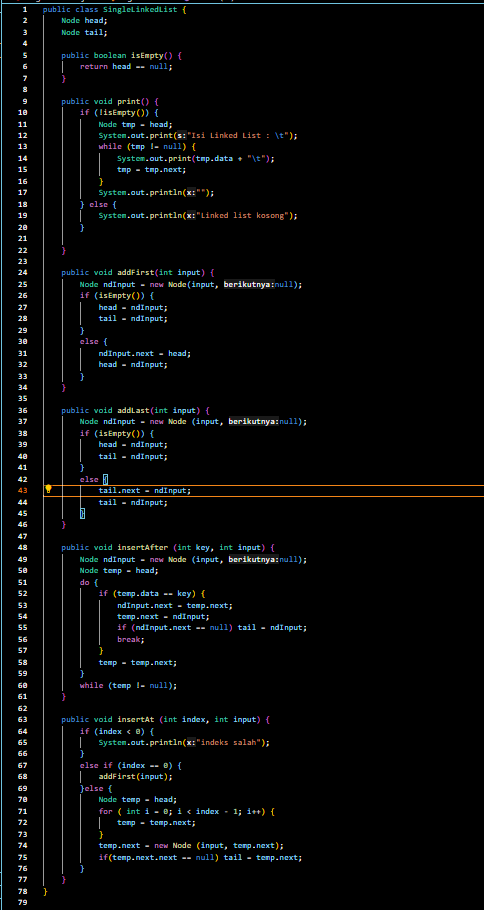 1 public class SingleLinkedList {
2     Node head;
3     Node tail;
4
5     public boolean isEmpty() {
6         return head == null;
7     }
8
9     public void print() {
10         if (!isEmpty()) {
11             Node tmp = head;
12             System.out.print(s:"Isi Linked List : \t");
13             while (tmp != null) {
14                 System.out.print(tmp.data + "\t");
15                 tmp = tmp.next;
16             }
17             System.out.println(x:"");
18         } else {
19             System.out.println(x:"Linked list kosong");
20         }
21
22     }
23
24     public void addFirst(int input) {
25         Node ndInput = new Node(input, berikutnya:null);
26         if (isEmpty()) {
27             head = ndInput;
28             tail = ndInput;
29         }
30         else {
31             ndInput.next = head;
32             head = ndInput;
33         }
34     }
35
36     public void addLast(int input) {
37         Node ndInput = new Node (input, berikutnya:null);
38         if (isEmpty()) {
39             head = ndInput;
40             tail = ndInput;
41         }
42         else {
43             tail.next = ndInput;
44             tail = ndInput;
45         }
46     }
47
48     public void insertAfter (int key, int input) {
49         Node ndInput = new Node (input, berikutnya:null);
50         Node temp = head;
51         do {
52             if (temp.data == key) {
53                 ndInput.next = temp.next;
54                 temp.next = ndInput;
55                 if (ndInput.next == null) tail = ndInput;
56                 break;
57             }
58             temp = temp.next;
59         }
60         while (temp != null);
61     }
62
63     public void insertAt (int index, int input) {
64         if (index < 0) {
65             System.out.println(x:"indeks salah");
66         }
67         else if (index == 0) {
68             addFirst(input);
69         }else {
70             Node temp = head;
71             for ( int i = 0; i < index - 1; i++) {
72                 temp = temp.next;
73             }
74             temp.next = new Node (input, temp.next);
75             if(temp.next.next == null) tail = temp.next;
76         }
77     }
78 }
79